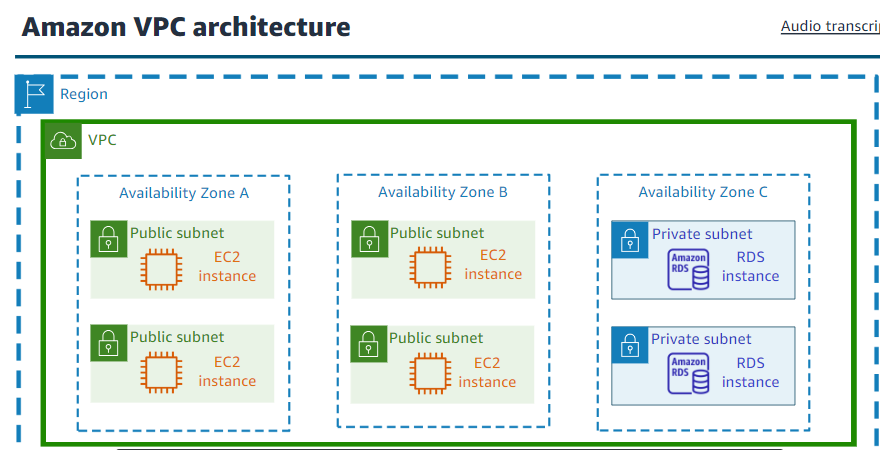 Amazon VPC architecture
Audio transcri
Region
VPC
Availability Zone A
Public subnet
EC2
instance
Public subnet
EC2
instance
Availability Zone B
Public subnet
EC2
instance
Public subnet
EC2
instance
Availability Zone C
Private subnet
Amazon
RDS
RDS
instance
Private subnet
Amazon
RDS
RDS
instance